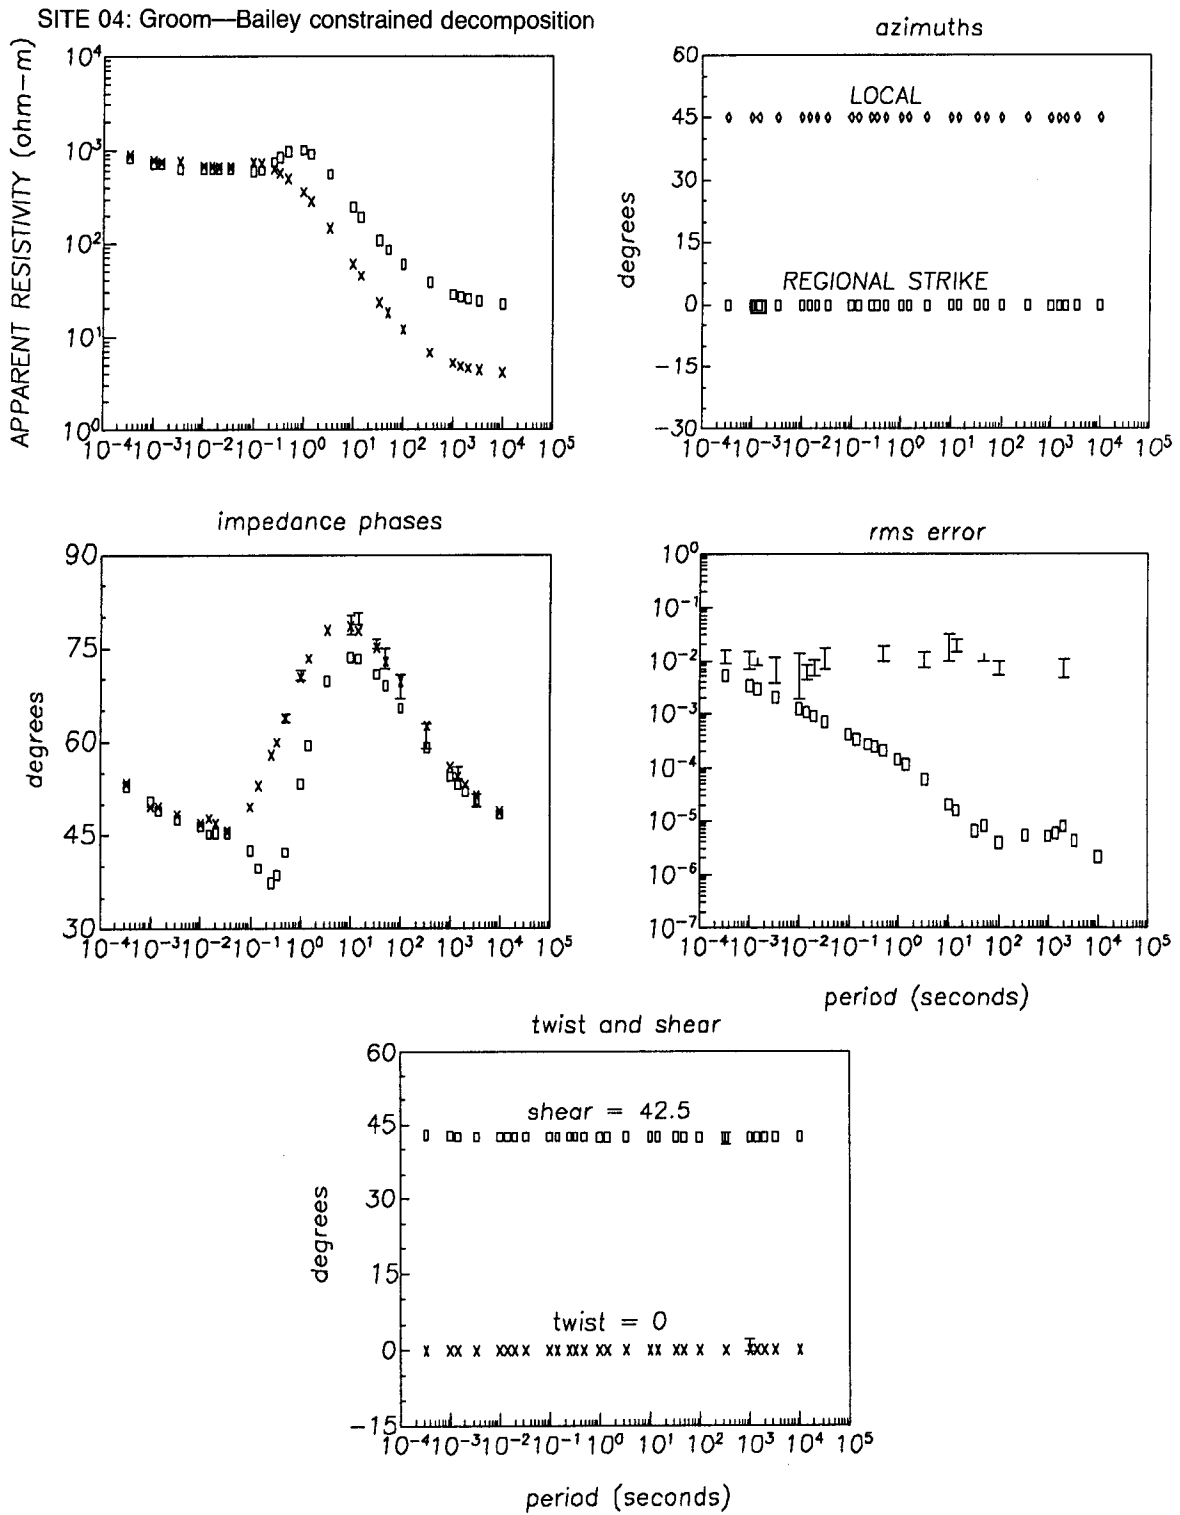 SITE 04: Groom—Bailey constrained decomposition
APPARENT RESISTIVITY (ohm-m)
10⁴
10³
10²
10¹
10⁰
10⁻⁴ 10⁻³ 10⁻² 10⁻¹ 10⁰ 10¹ 10² 10³ 10⁴ 10⁵
azimuths
degrees
60
45
30
15
0
-15
-30
LOCAL
REGIONAL STRIKE
10⁻⁴ 10⁻³ 10⁻² 10⁻¹ 10⁰ 10¹ 10² 10³ 10⁴ 10⁵
impedance phases
degrees
90
75
60
45
30
10⁻⁴ 10⁻³ 10⁻² 10⁻¹ 10⁰ 10¹ 10² 10³ 10⁴ 10⁵
rms error
10⁰
10⁻¹
10⁻²
10⁻³
10⁻⁴
10⁻⁵
10⁻⁶
10⁻⁷
10⁻⁴ 10⁻³ 10⁻² 10⁻¹ 10⁰ 10¹ 10² 10³ 10⁴ 10⁵
period (seconds)
twist and shear
degrees
60
45
30
15
0
-15
shear = 42.5
twist = 0
10⁻⁴ 10⁻³ 10⁻² 10⁻¹ 10⁰ 10¹ 10² 10³ 10⁴ 10⁵
period (seconds)